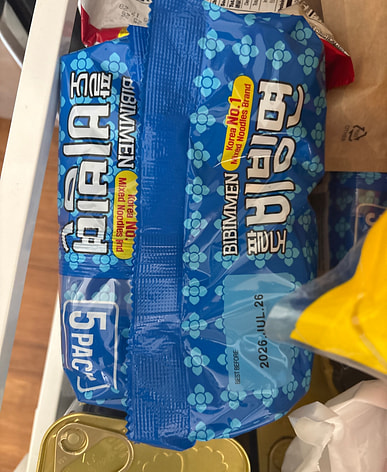 팔도
비빔면
BIBIMMEN
Korea No.1
Mixed Noodles Brand
5 PACK
팔도
비빔면
BIBIMMEN
Korea No.1
Mixed Noodles Brand
BEST BEFORE
2026.JUL.26